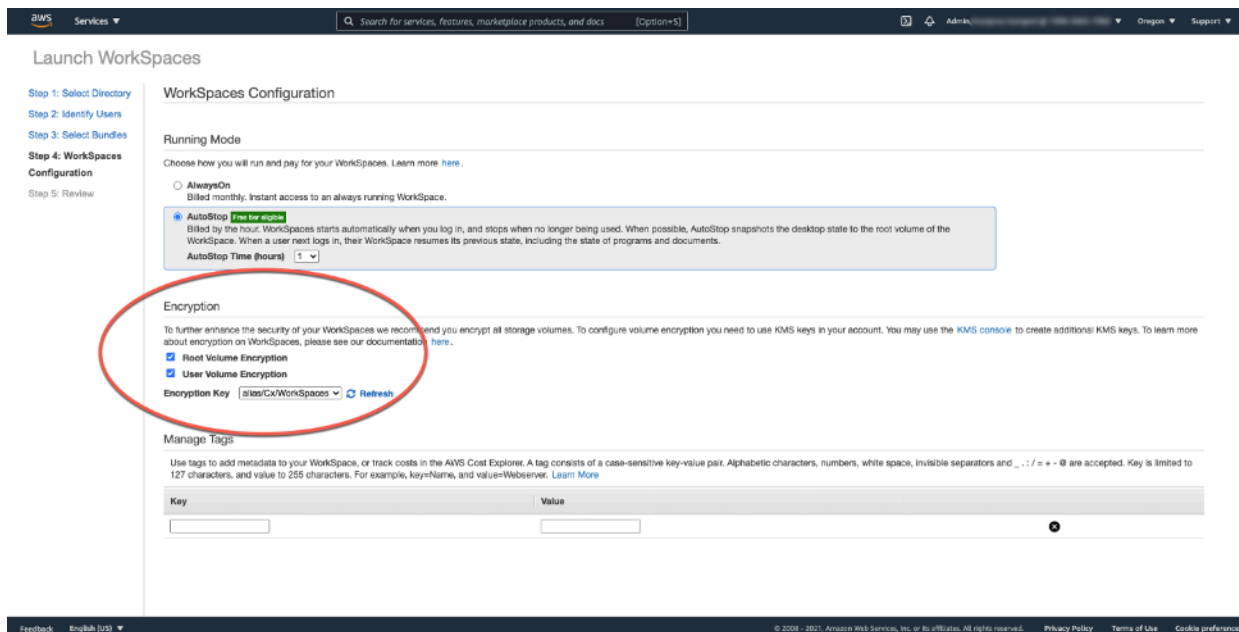 aws Services ▼ Search for services, features, marketplace products, and docs [Option+S] Admin Oregon ▼ Support ▼
Launch WorkSpaces
Step 1: Select Directory
Step 2: Identify Users
Step 3: Select Bundles
Step 4: WorkSpaces
Configuration
Step 5: Review
WorkSpaces Configuration
Running Mode
Choose how you will run and pay for your WorkSpaces. Learn more here.
AlwaysOn
Billed monthly. Instant access to an always running WorkSpace.
AutoStop Free tier eligible
Billed by the hour. WorkSpaces starts automatically when you log in, and stops when no longer being used. When possible, AutoStop snapshots the desktop state to the root volume of the
WorkSpace. When a user next logs in, their WorkSpace resumes its previous state, including the state of programs and documents.
AutoStop Time (hours) 1
Encryption
To further enhance the security of your WorkSpaces we recommend you encrypt all storage volumes. To configure volume encryption you need to use KMS keys in your account. You may use the KMS console to create additional KMS keys. To learn more
about encryption on WorkSpaces, please see our documentation here.
Root Volume Encryption
User Volume Encryption
Encryption Key alias/Cx/WorkSpaces Refresh
Manage Tags
Use tags to add metadata to your WorkSpace, or track costs in the AWS Cost Explorer. A tag consists of a case-sensitive key-value pair. Alphabetic characters, numbers, white space, invisible separators and _ . : / = + - @ are accepted. Key is limited to
127 characters, and value to 255 characters. For example, key=Name, and value=Webserver. Learn More
Key Value
Feedback English (US) ▼ © 2008 - 2021, Amazon Web Services, Inc. or its affiliates. All rights reserved. Privacy Policy Terms of Use Cookie preference